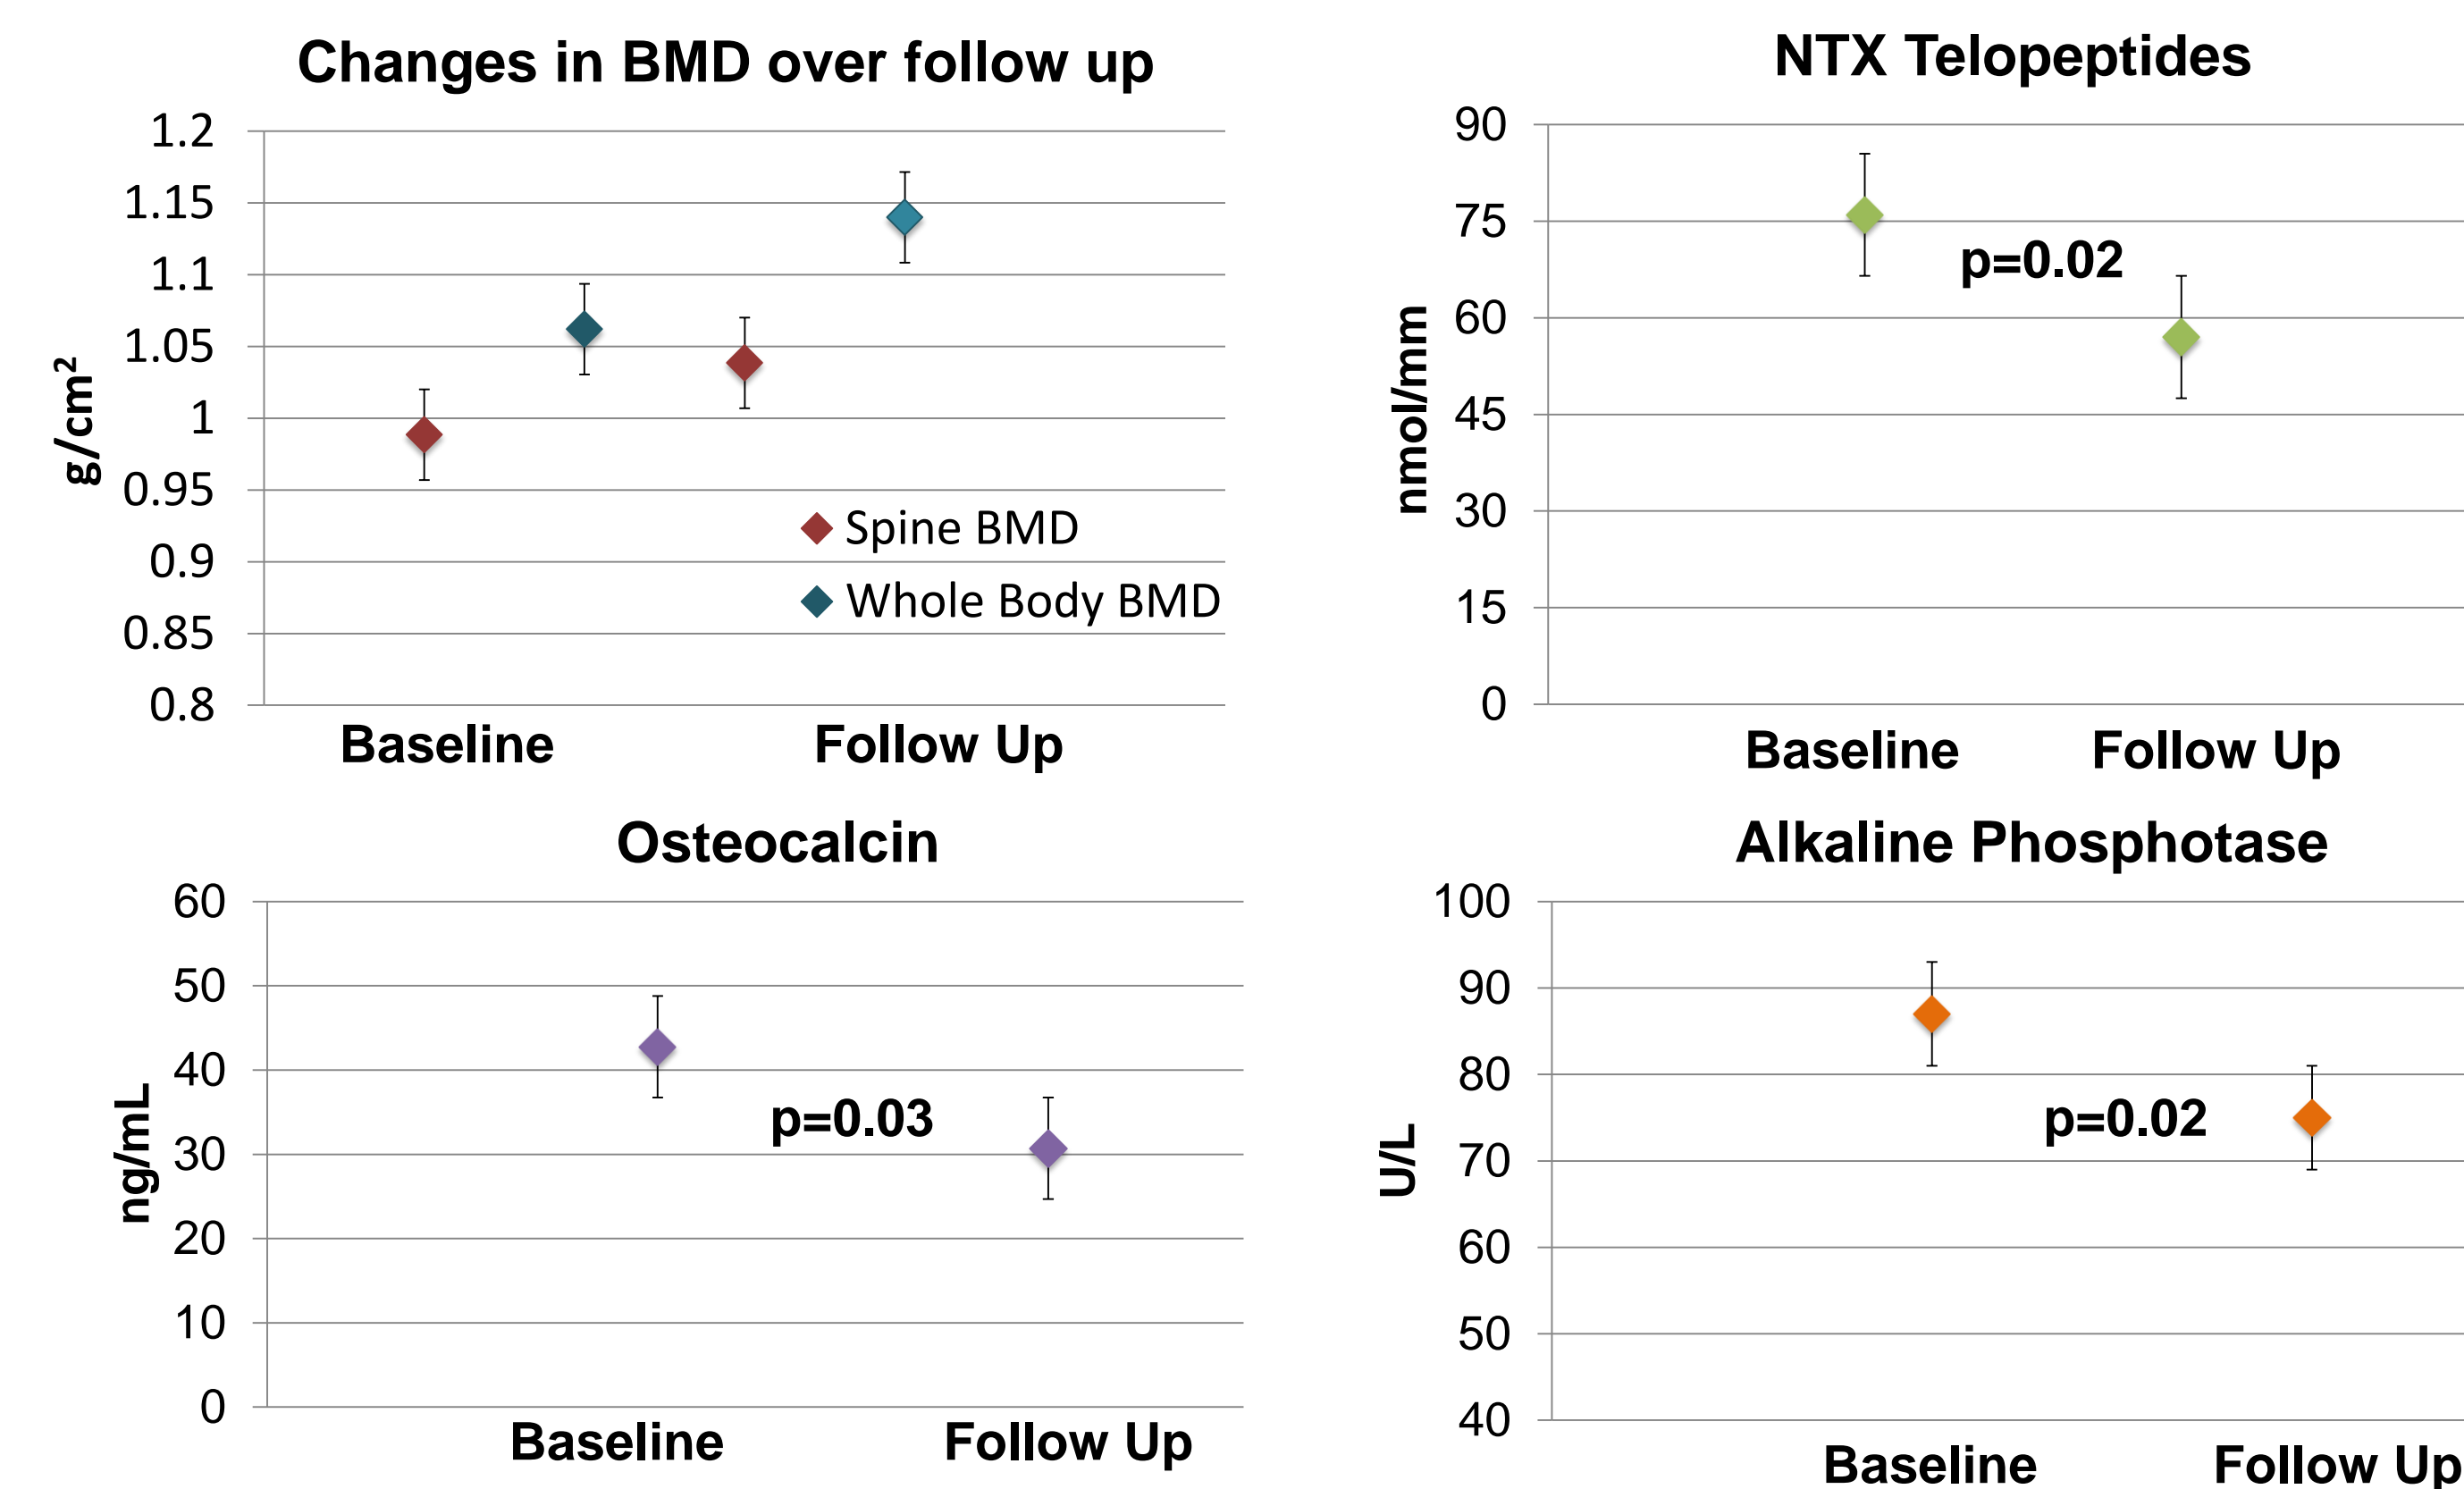 Changes in BMD over follow up
1.2
1.15
1.1
1.05
1
0.95
0.9
0.85
0.8
g/cm²
Spine BMD
Whole Body BMD
Baseline Follow Up
NTX Telopeptides
90
75
60
45
30
15
0
nmol/mm
p=0.02
Baseline Follow Up
Osteocalcin
60
50
40
30
20
10
0
ng/mL
p=0.03
Baseline Follow Up
Alkaline Phosphotase
100
90
80
70
60
50
40
U/L
p=0.02
Baseline Follow Up